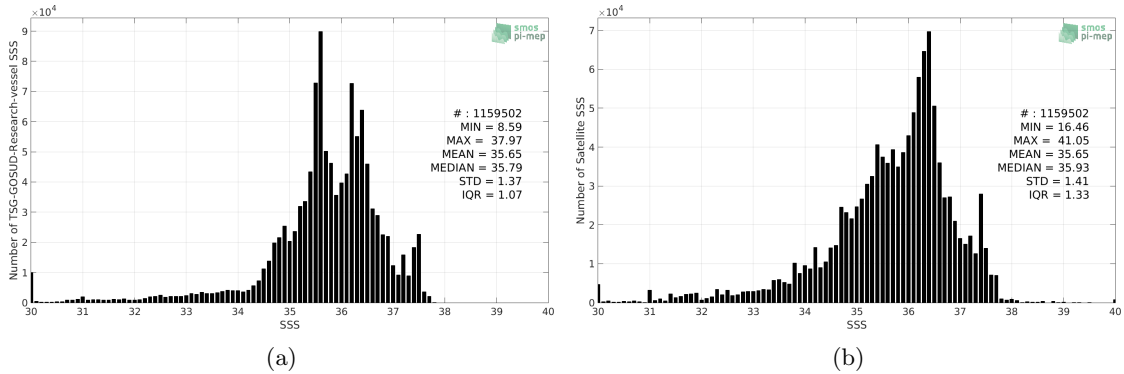 ×10⁴
9
8
7
6
5
4
3
2
1
0
Number of TSG-GOSUD-Research-vessel SSS
30 31 32 33 34 35 36 37 38 39 40
SSS
smos
pi-mep
# : 1159502
MIN = 8.59
MAX = 37.97
MEAN = 35.65
MEDIAN = 35.79
STD = 1.37
IQR = 1.07
(a)
×10⁴
7
6
5
4
3
2
1
0
Number of Satellite SSS
30 31 32 33 34 35 36 37 38 39 40
SSS
smos
pi-mep
# : 1159502
MIN = 16.46
MAX = 41.05
MEAN = 35.65
MEDIAN = 35.93
STD = 1.41
IQR = 1.33
(b)